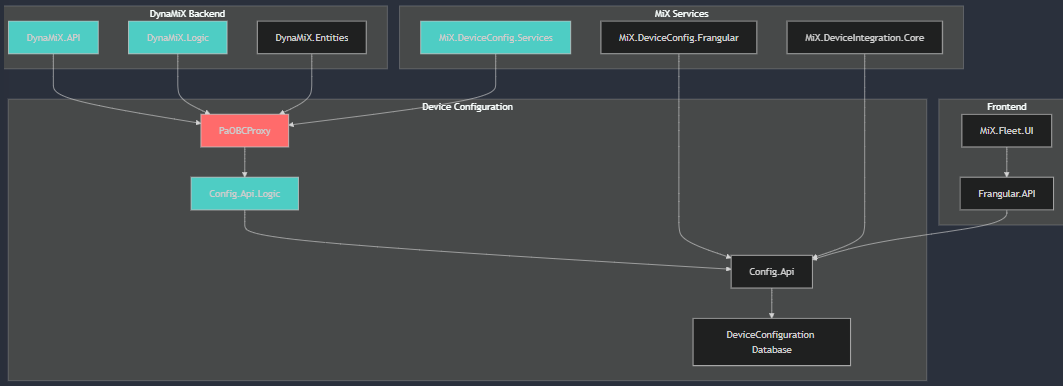 DynaMiX Backend
MiX Services
DynaMiX.API
DynaMiX.Logic
DynaMiX.Entities
MiX.DeviceConfig.Services
MiX.DeviceConfig.Frangular
MiX.DeviceIntegration.Core
Device Configuration
Frontend
PaOBCProxy
MiX.Fleet.UI
Config.Api.Logic
Frangular.API
Config.Api
DeviceConfiguration
Database